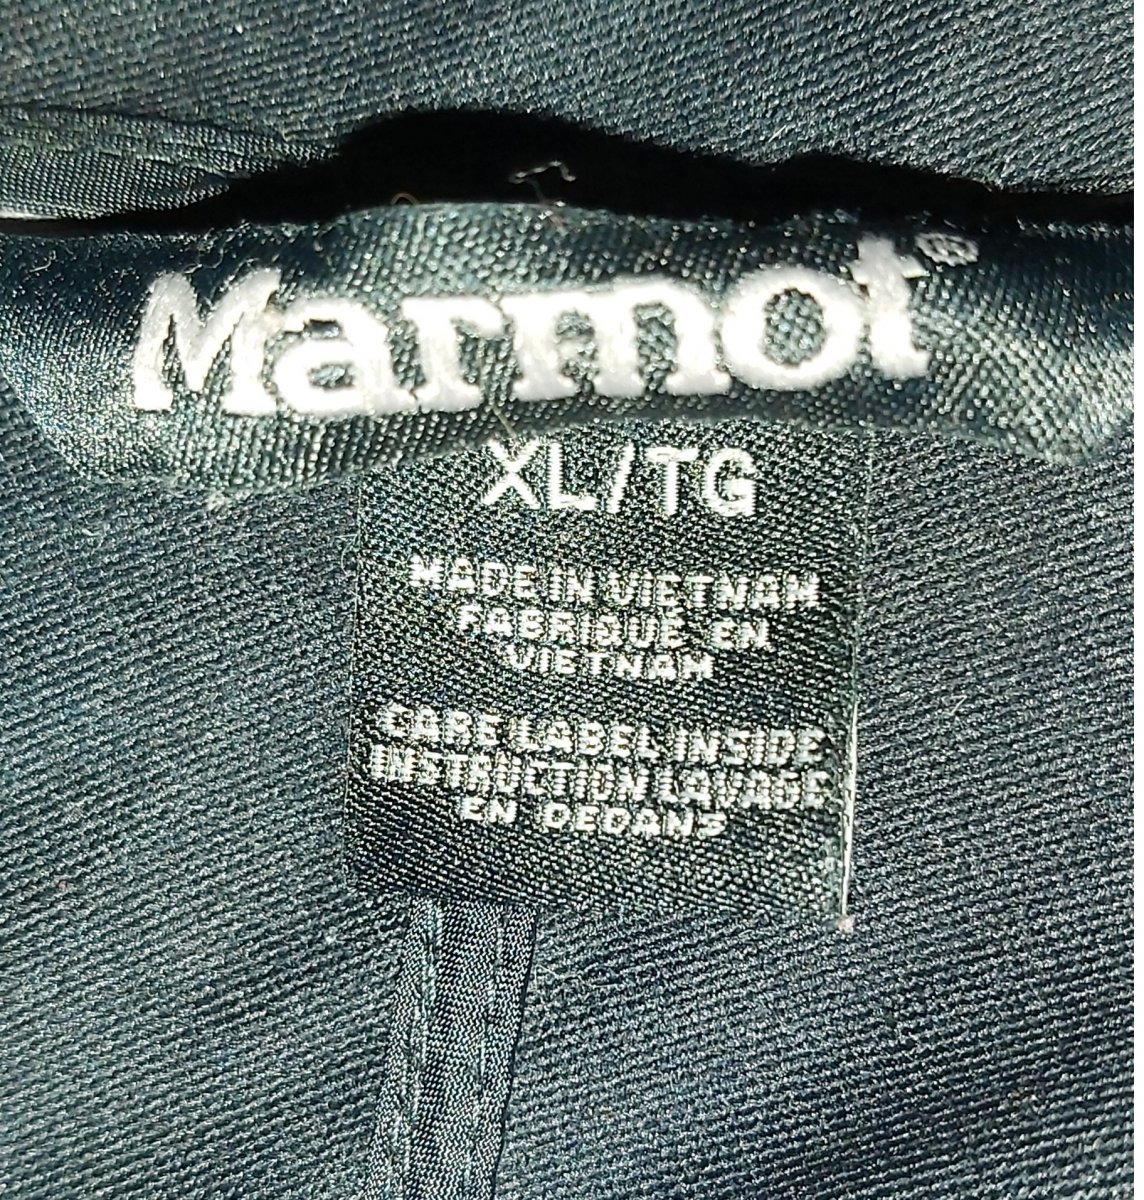 Marmot®
XL/TG
MADE IN VIETNAM
FABRIQUE EN
VIETNAM
CARE LABEL INSIDE
INSTRUCTION LAVAGE
EN DEDANS